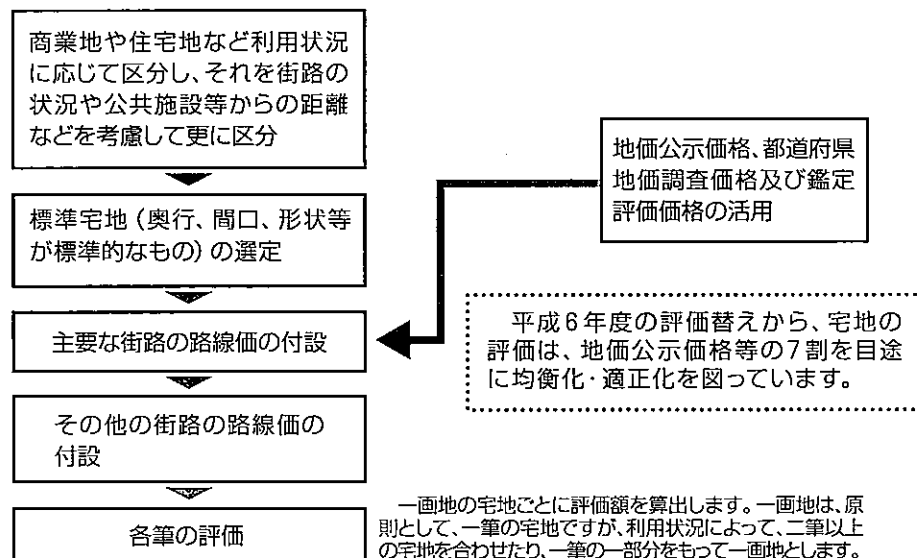 商業地や住宅地など利用状況
に応じて区分し、それを街路の
状況や公共施設等からの距離
などを考慮して更に区分
標準宅地（奥行、間口、形状等
が標準的なもの）の選定
主要な街路の路線価の付設
その他の街路の路線価の
付設
各筆の評価
地価公示価格、都道府県
地価調査価格及び鑑定
評価価格の活用
平成6年度の評価替えから、宅地の
評価は、地価公示価格等の7割を目途
に均衡化・適正化を図っています。
一画地の宅地ごとに評価額を算出します。一画地は、原
則として、一筆の宅地ですが、利用状況によって、二筆以上
の宅地を合わせたり、一筆の一部分をもって一画地とします。